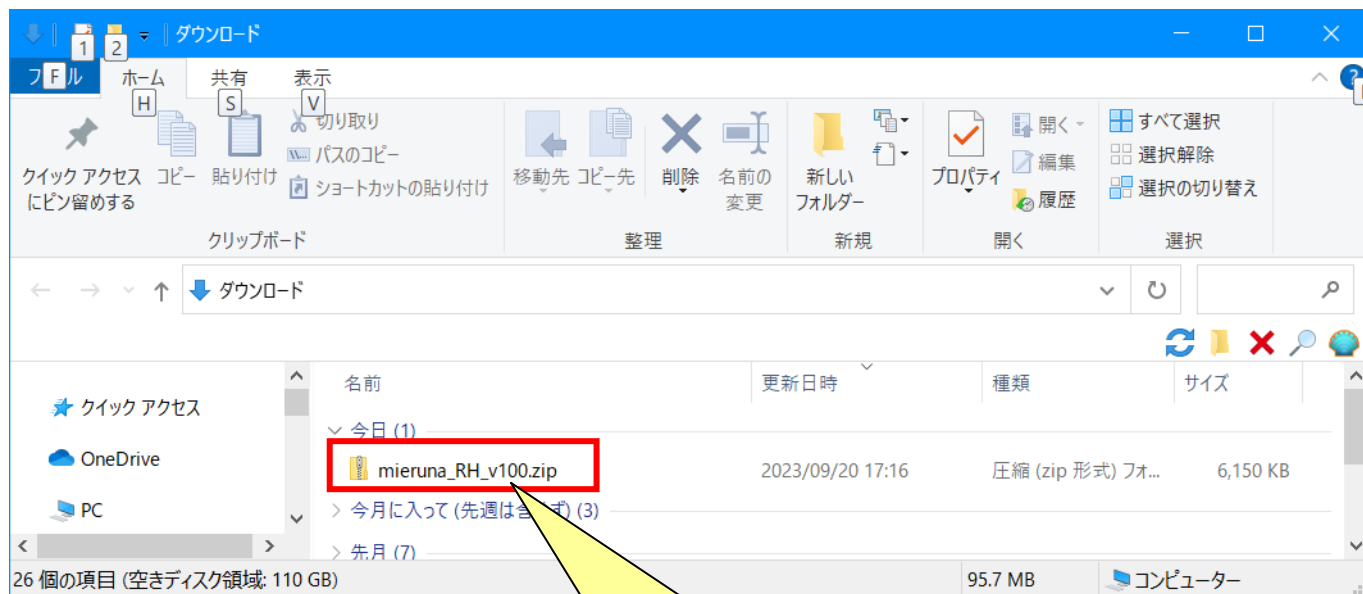 1 2 ダウンロード
フ F ル ホーム 共有 表示
H S V
切り取り
パスのコピー
ショートカットの貼り付け
クイック アクセス
にピン留めする
コピー 貼り付け
クリップボード
移動先 コピー先 削除 名前の
変更
整理
新しい
フォルダー
新規
プロパティ
開く
編集
履歴
開く
すべて選択
選択解除
選択の切り替え
選択
ダウンロード
名前 更新日時 種類 サイズ
クイック アクセス
OneDrive
PC
今日 (1)
mieruna_RH_v100.zip 2023/09/20 17:16 圧縮 (zip 形式) フォ... 6,150 KB
今月に入って (先週は含 ず) (3)
先月 (7)
26 個の項目 (空きディスク領域: 110 GB) 95.7 MB コンピューター